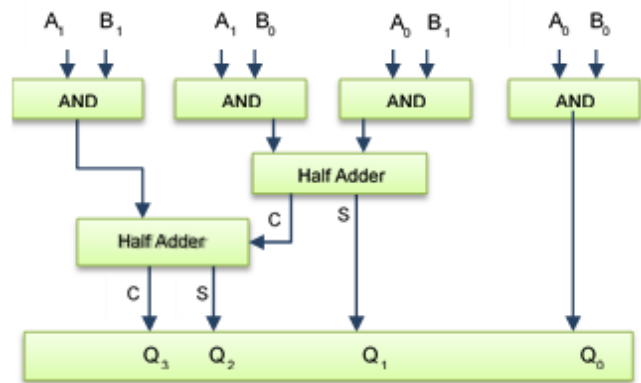 A₁ B₁ A₁ B₀ A₀ B₁ A₀ B₀
AND AND AND AND
Half Adder
C S
Half Adder
C S
Q₃ Q₂ Q₁ Q₀